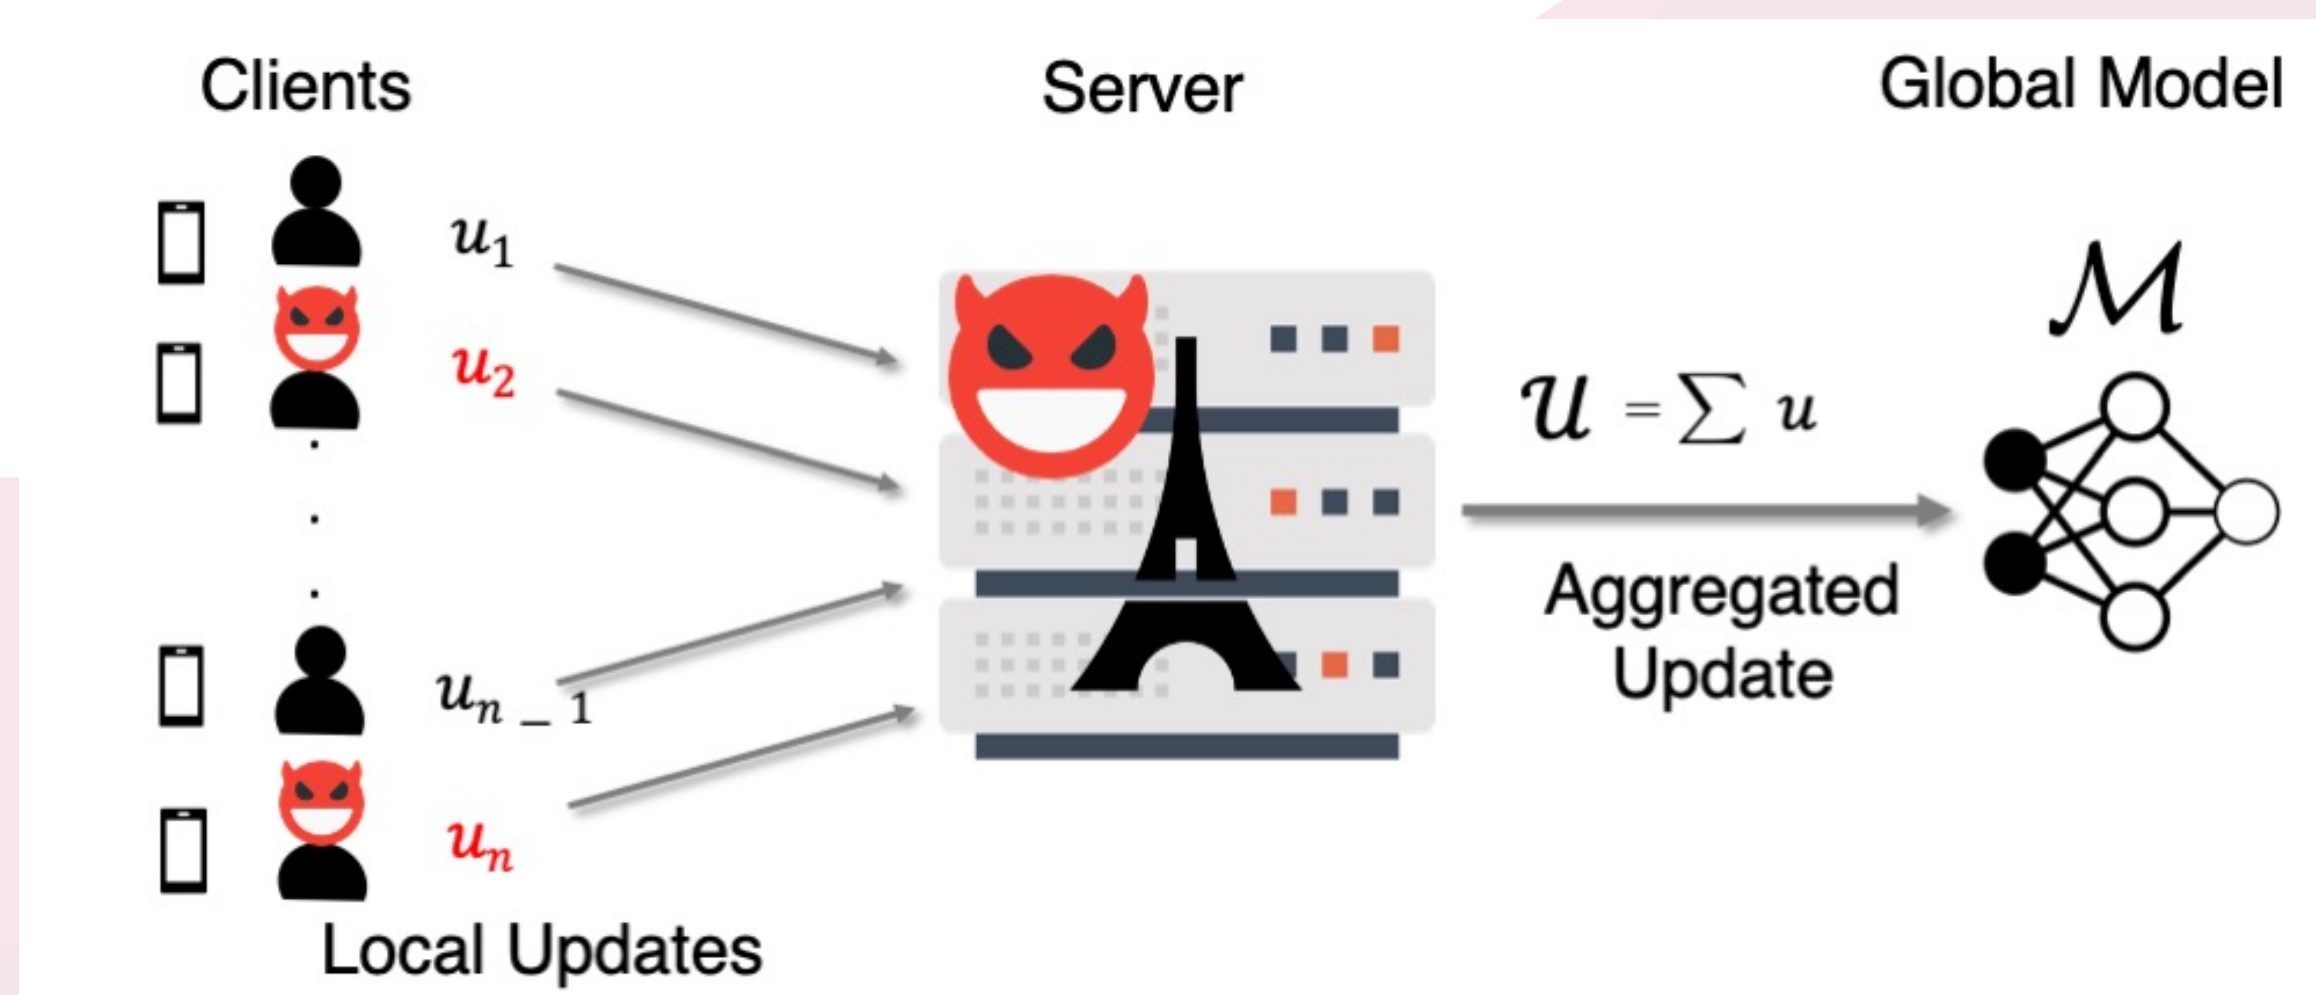 Clients
Server
Global Model
u₁
u₂
uₙ ₋ ₁
uₙ
Local Updates
𝒰 = ∑ u
Aggregated
Update
ℳ